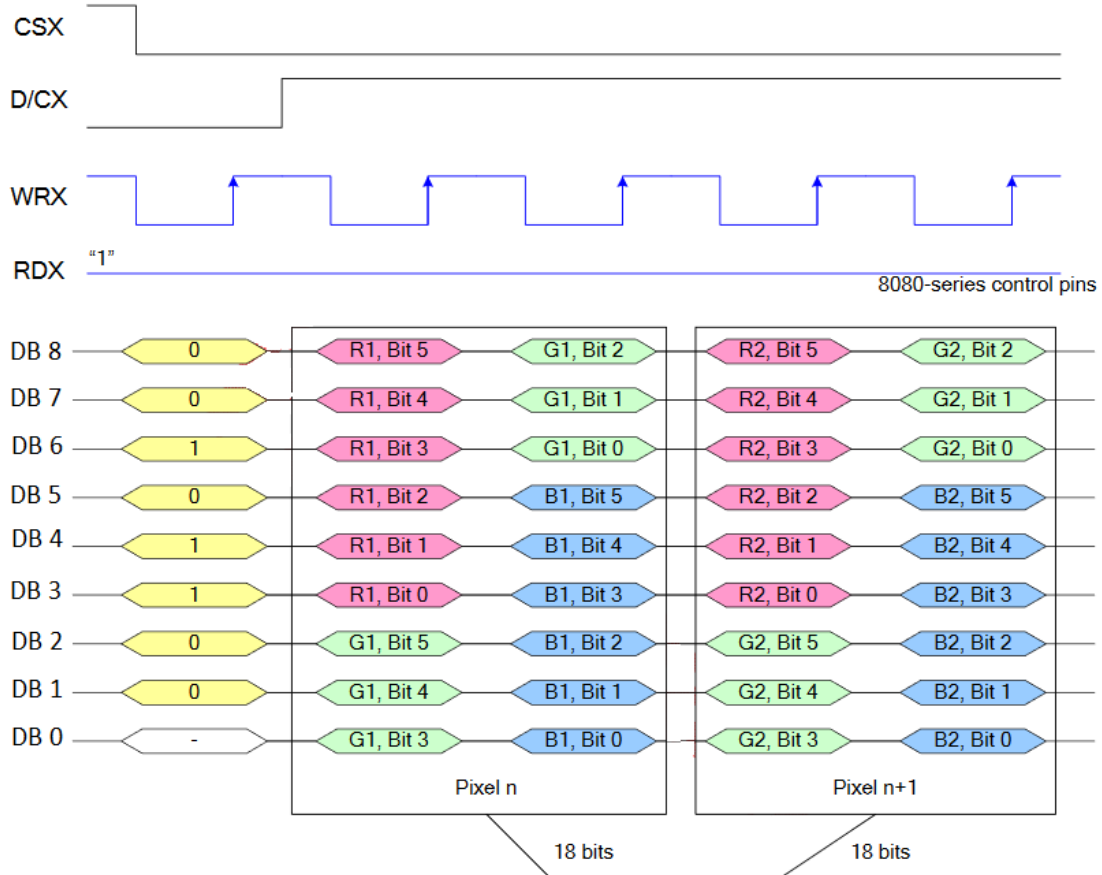 CSX
D/CX
WRX
RDX "1"
8080-series control pins
DB 8 0 R1, Bit 5 G1, Bit 2 R2, Bit 5 G2, Bit 2
DB 7 0 R1, Bit 4 G1, Bit 1 R2, Bit 4 G2, Bit 1
DB 6 1 R1, Bit 3 G1, Bit 0 R2, Bit 3 G2, Bit 0
DB 5 0 R1, Bit 2 B1, Bit 5 R2, Bit 2 B2, Bit 5
DB 4 1 R1, Bit 1 B1, Bit 4 R2, Bit 1 B2, Bit 4
DB 3 1 R1, Bit 0 B1, Bit 3 R2, Bit 0 B2, Bit 3
DB 2 0 G1, Bit 5 B1, Bit 2 G2, Bit 5 B2, Bit 2
DB 1 0 G1, Bit 4 B1, Bit 1 G2, Bit 4 B2, Bit 1
DB 0 - G1, Bit 3 B1, Bit 0 G2, Bit 3 B2, Bit 0
Pixel n Pixel n+1
18 bits 18 bits